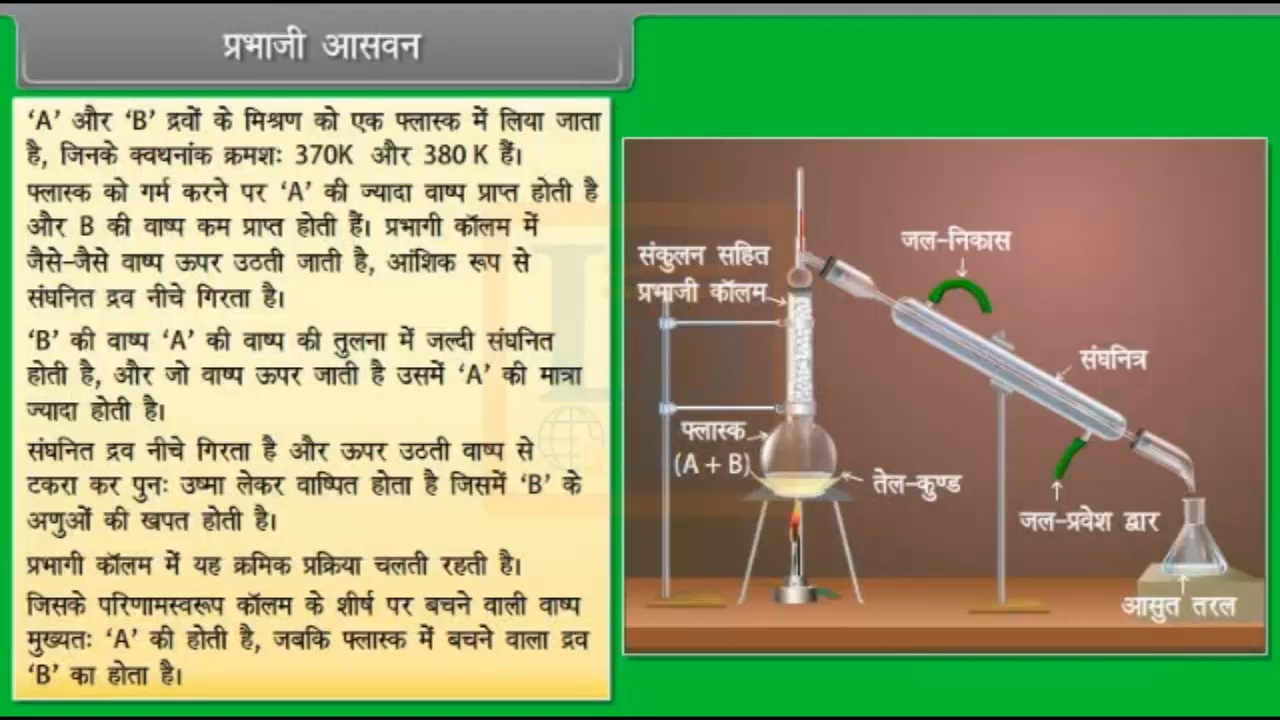 प्रभाजी आसवन
‘A’ और ‘B’ द्रवों के मिश्रण को एक फ्लास्क में लिया जाता
है, जिनके क्वथनांक क्रमशः 370K और 380 K हैं।
फ्लास्क को गर्म करने पर ‘A’ की ज्यादा वाष्प प्राप्त होती है
और B की वाष्प कम प्राप्त होती हैं। प्रभागी कॉलम में
जैसे-जैसे वाष्प ऊपर उठती जाती है, आंशिक रूप से
संघनित द्रव नीचे गिरता है।
‘B’ की वाष्प ‘A’ की वाष्प की तुलना में जल्दी संघनित
होती है, और जो वाष्प ऊपर जाती है उसमें ‘A’ की मात्रा
ज्यादा होती है।
संघनित द्रव नीचे गिरता है और ऊपर उठती वाष्प से
टकरा कर पुनः उष्मा लेकर वाष्पित होता है जिसमें ‘B’ के
अणुओं की खपत होती है।
प्रभागी कॉलम में यह क्रमिक प्रक्रिया चलती रहती है।
जिसके परिणामस्वरूप कॉलम के शीर्ष पर बचने वाली वाष्प
मुख्यतः ‘A’ की होती है, जबकि फ्लास्क में बचने वाला द्रव
‘B’ का होता है।
जल-निकास
संकुलन सहित
प्रभाजी कॉलम
संघनित्र
फ्लास्क
(A + B)
तेल-कुण्ड
जल-प्रवेश द्वार
आसुत तरल